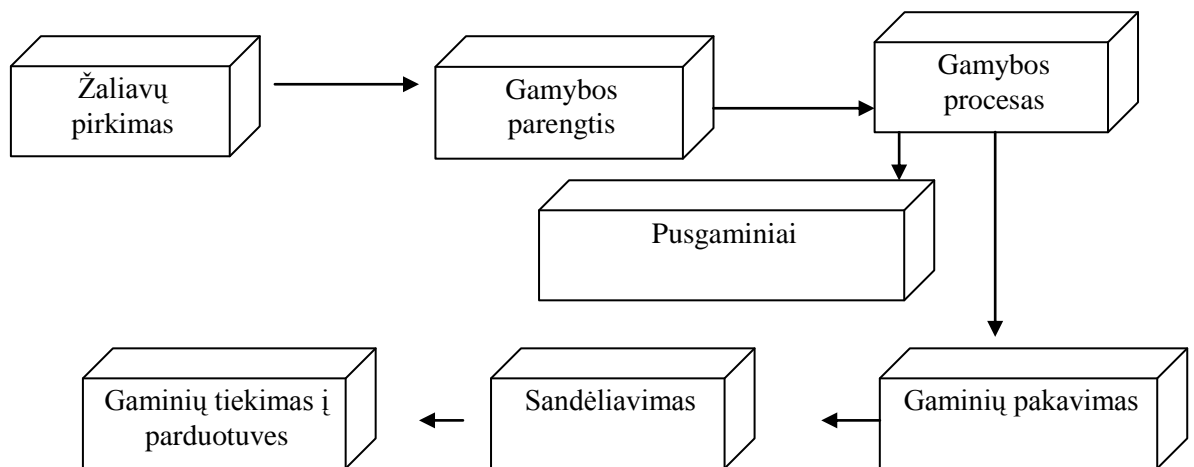 Žaliavų
pirkimas
Gamybos
parengtis
Gamybos
procesas
Pusgaminiai
Gaminių tiekimas į
parduotuves
Sandėliavimas
Gaminių pakavimas